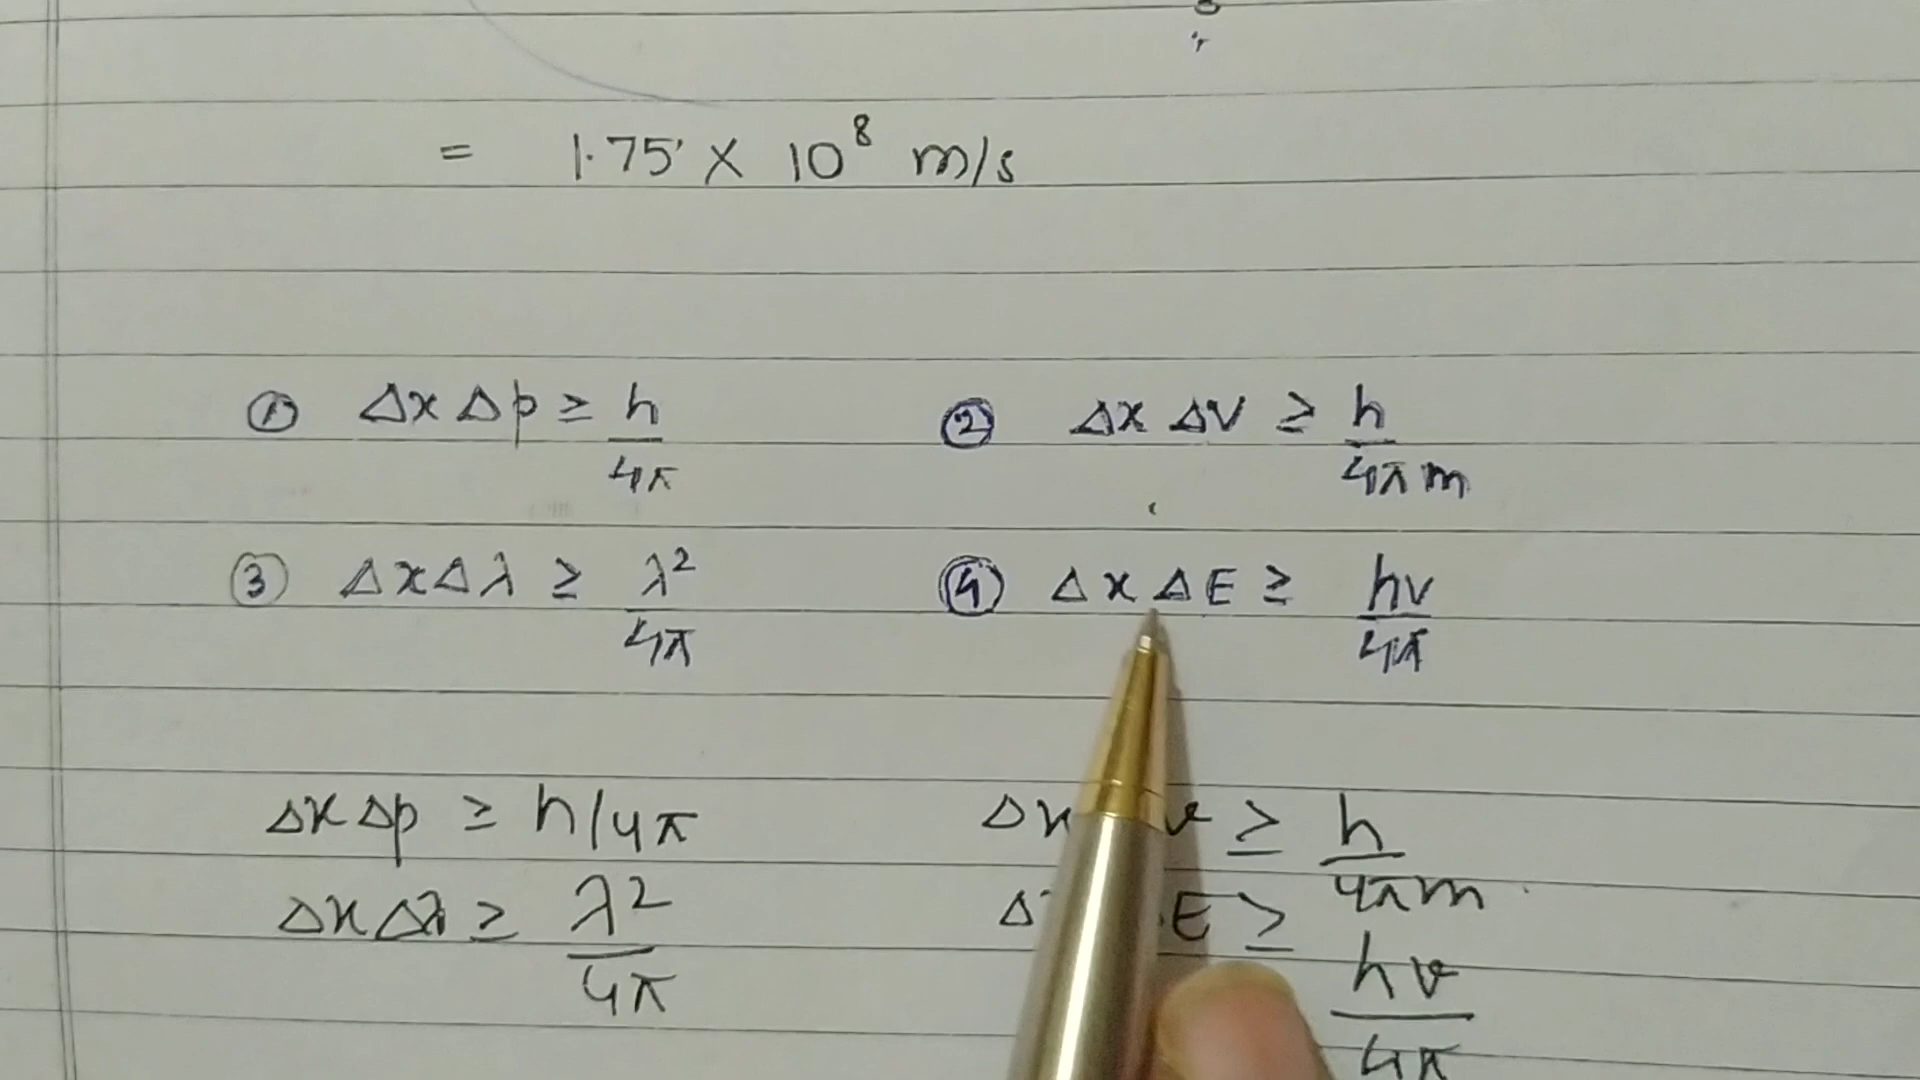 = 1.75 × 10⁸ m/s
① Δx Δp ≥ h/4π ② Δx ΔV ≥ h/4πm
③ Δx Δλ ≥ λ²/4π ④ Δx ΔE ≥ hv/4π
Δx Δp ≥ h/4π Δx v ≥ h/4πm
Δx Δλ ≥ λ²/4π Δ E ≥ hv/4π